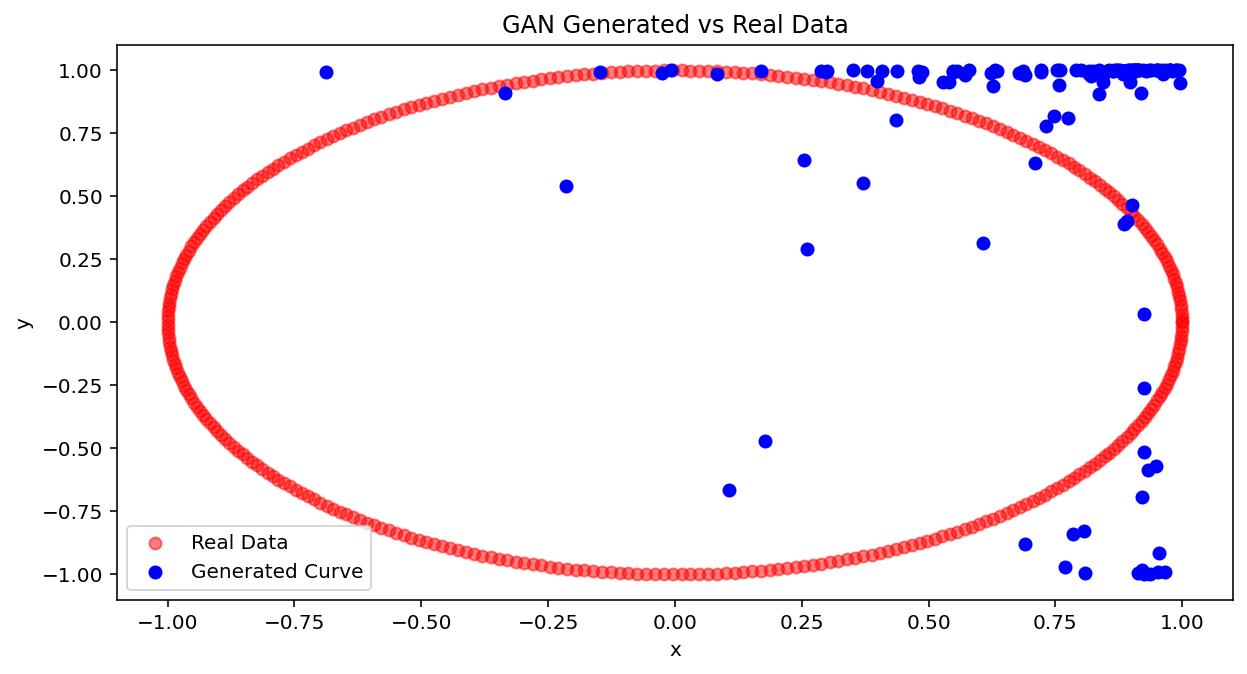 GAN Generated vs Real Data
1.00
0.75
0.50
0.25
0.00
−0.25
−0.50
−0.75
−1.00
y
Real Data
Generated Curve
−1.00 −0.75 −0.50 −0.25 0.00 0.25 0.50 0.75 1.00
x